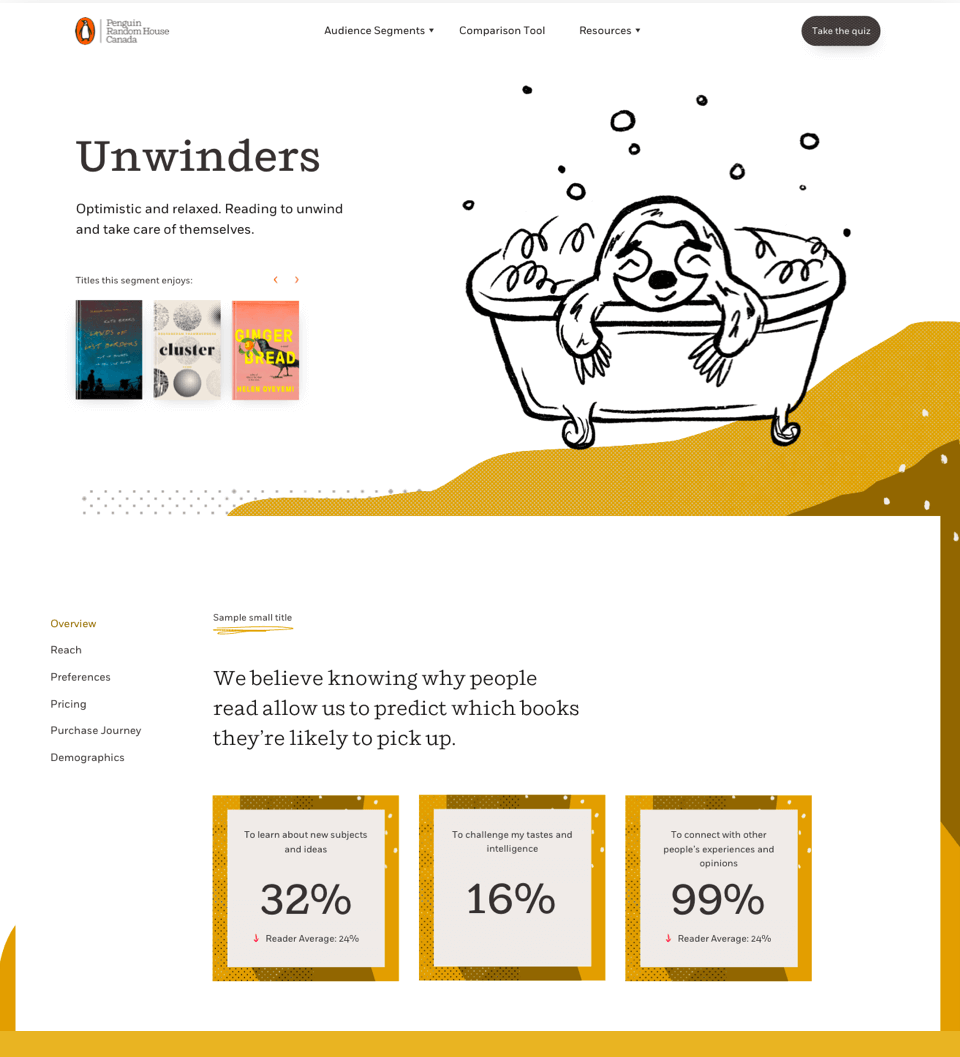 Penguin
Random House
Canada
Audience Segments ▾
Comparison Tool
Resources ▾
Take the quiz
Unwinders
Optimistic and relaxed. Reading to unwind
and take care of themselves.
Titles this segment enjoys:
LANDS OF
LOST BORDERS
cluster
GINGER
BREAD
HELEN OYEYEMI
Overview
Reach
Preferences
Pricing
Purchase Journey
Demographics
Sample small title
We believe knowing why people
read allow us to predict which books
they're likely to pick up.
To learn about new subjects
and ideas
32%
Reader Average: 24%
To challenge my tastes and
intelligence
16%
To connect with other
people's experiences and
opinions
99%
Reader Average: 24%